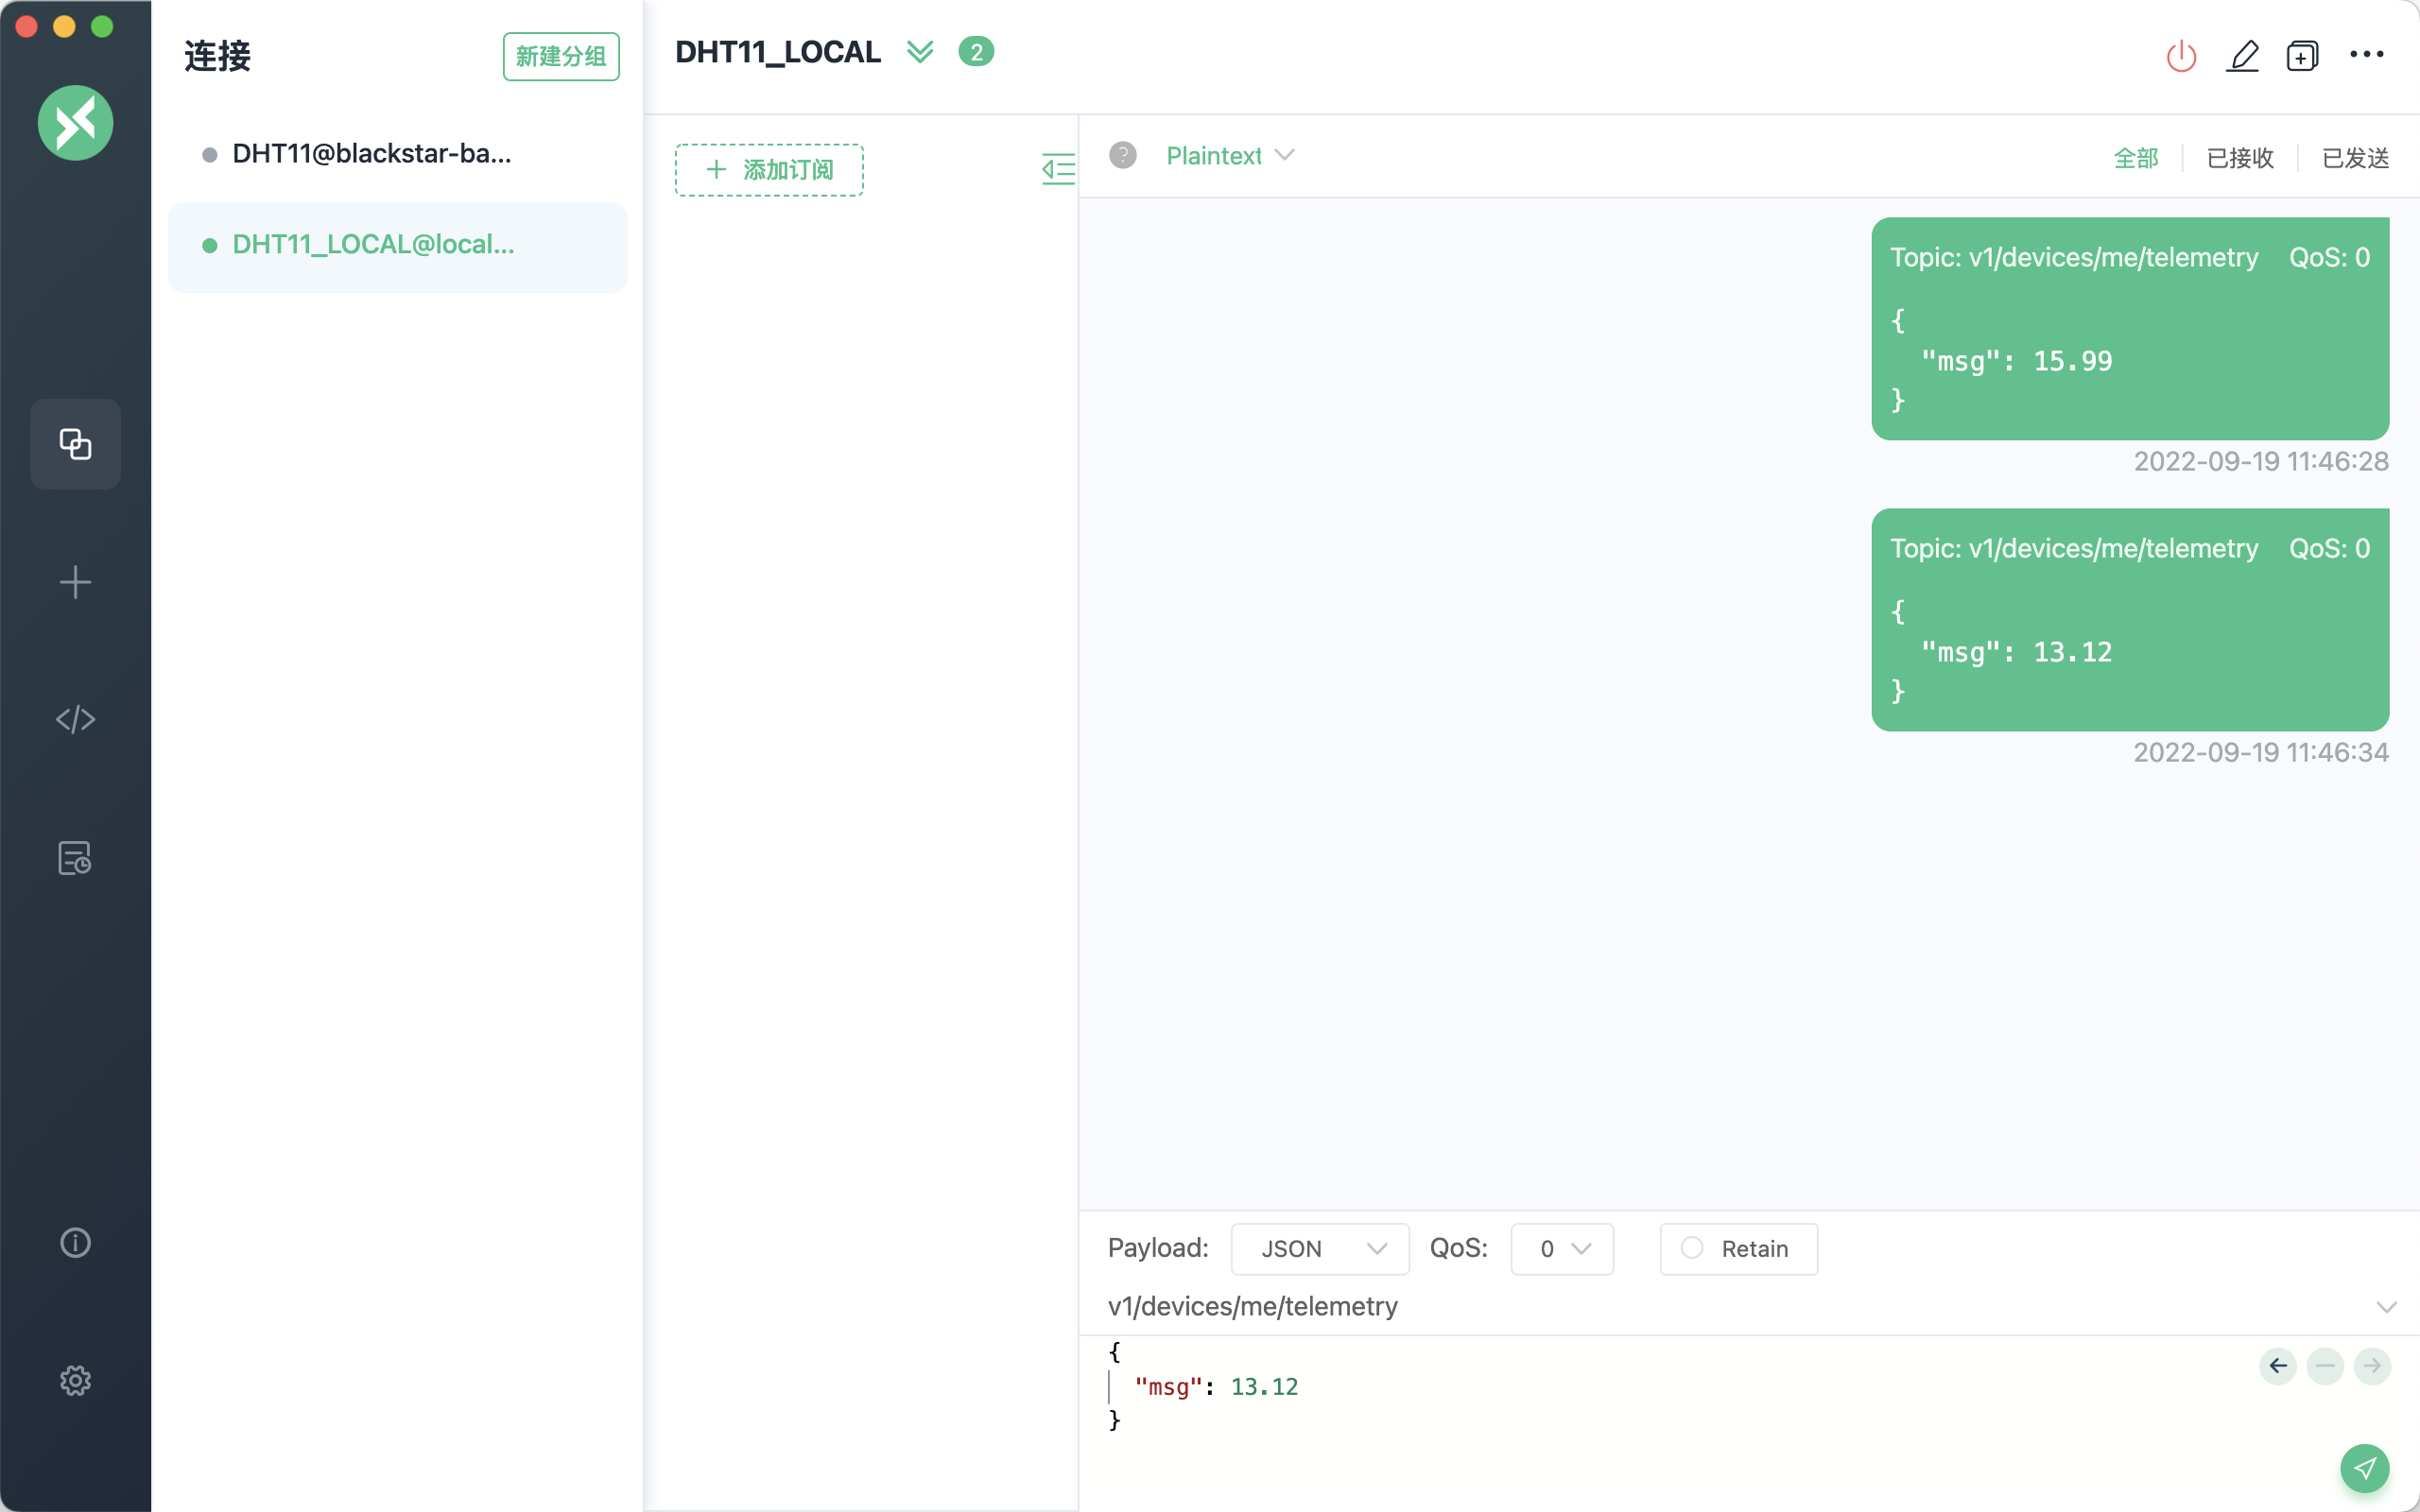 连接
新建分组
DHT11@blackstar-ba...
DHT11_LOCAL@local...
DHT11_LOCAL 2
添加订阅
Plaintext
全部 已接收 已发送
Topic: v1/devices/me/telemetry QoS: 0
{
"msg": 15.99
}
2022-09-19 11:46:28
Topic: v1/devices/me/telemetry QoS: 0
{
"msg": 13.12
}
2022-09-19 11:46:34
Payload: JSON QoS: 0 Retain
v1/devices/me/telemetry
{
"msg": 13.12
}